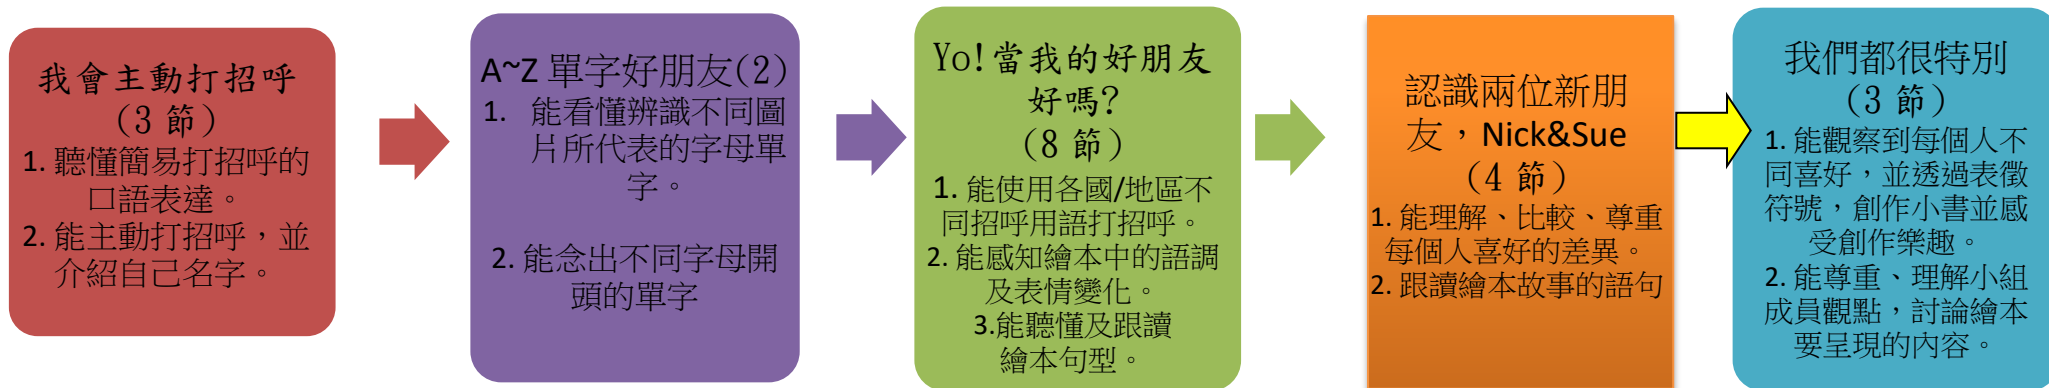 我會主動打招呼
(3 節)
1. 聽懂簡易打招呼的
口語表達。
2. 能主動打招呼，並
介紹自己名字。
A~Z 單字好朋友(2)
1. 能看懂辨識不同圖
片所代表的字母單
字。
2. 能念出不同字母開
頭的單字
Yo!當我的好朋友
好嗎?
(8 節)
1. 能使用各國/地區不
同招呼用語打招呼。
2. 能感知繪本中的語調
及表情變化。
3.能聽懂及跟讀
繪本句型。
認識兩位新朋
友，Nick&Sue
(4 節)
1. 能理解、比較、尊重
每個人喜好的差異。
2. 跟讀繪本故事的語句
我們都很特別
(3 節)
1. 能觀察到每個人不
同喜好，並透過表徵
符號，創作小書並感
受創作樂趣。
2. 能尊重、理解小組
成員觀點，討論繪本
要呈現的內容。